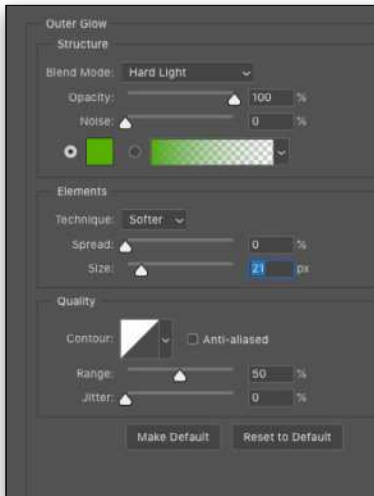 Outer Glow
Structure
Blend Mode: Hard Light
Opacity: 100 %
Noise: 0 %
Elements
Technique: Softer
Spread: 0 %
Size: 21 px
Quality
Contour: Anti-aliased
Range: 50 %
Jitter: 0 %
Make Default Reset to Default